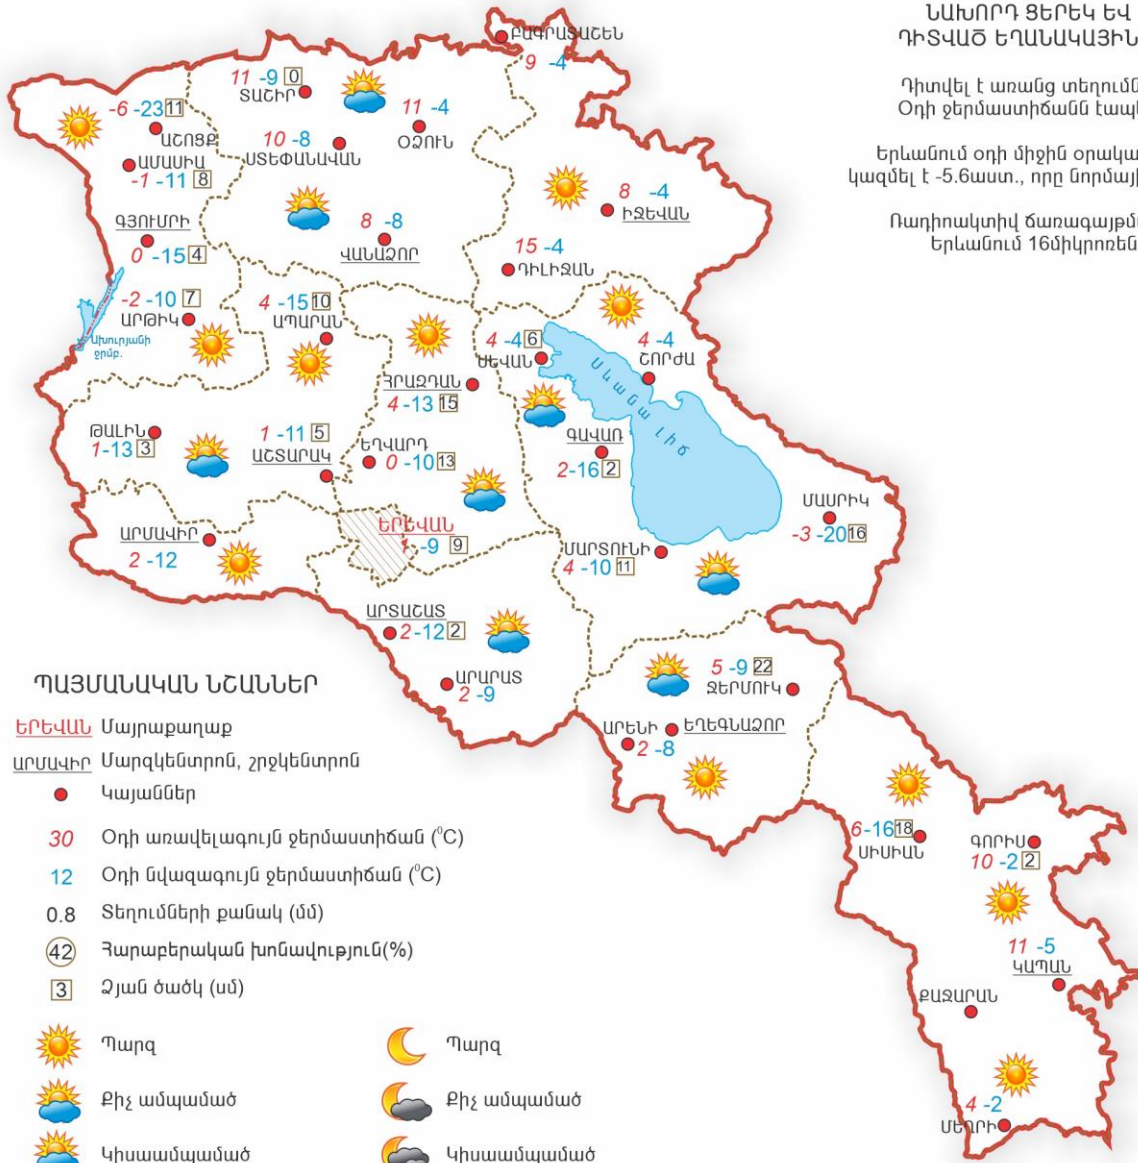 ՆԱԽՈՐԴ ՑԵՐԵԿ ԵՎ
ԴԻՏՎԱԾ ԵՂԱՆԱԿԱՅԻՆ
Դիտվել է առանց
Օդի ջերմաստիճանն
Երևանում օդի միջին
կազմել է -5.6աստ., որը
Ռադիոակտիվ
Երևանում
ԲԱԳՐԱՏԱՇԵՆ
9 -4
11 -9 0
ՏԱՇԻՐ
11 -4
ՕՁՈՒՆ
-6 -23 11
ԱՇՈՑՔ
10 -8
ՍՏԵՓԱՆԱՎԱՆ
ԱՄԱՍԻԱ
-1 -11 8
8 -4
ԻՋԵՎԱՆ
ԳՅՈՒՄՐԻ
0 -15 4
8 -8
ՎԱՆԱՁՈՐ
15 -4
ԴԻԼԻՋԱՆ
-2 -10 7
ԱՐԹԻԿ
4 -15 10
ԱՊԱՐԱՆ
Ախուրյանի
ջրմբ.
4 -4 6
ՍԵՎԱՆ
4 -4
ՇՈՐԺԱ
Սևանա Լիճ
ՀՐԱԶԴԱՆ
4 -13 15
ԹԱԼԻՆ
1 -13 3
1 -11 5
ԱՇՏԱՐԱԿ
ԵՂՎԱՐԴ
0 -10 13
ԳԱՎԱՌ
2 -16 2
ՄԱՍՐԻԿ
-3 -20 16
ԵՐԵՎԱՆ
1 -9 9
ԱՐՄԱՎԻՐ
2 -12
ՄԱՐՏՈՒՆԻ
4 -10 11
ԱՐՏԱՇԱՏ
2 -12 2
ԱՐԱՐԱՏ
2 -9
5 -9 22
ՋԵՐՄՈՒԿ
ԱՐԵՆԻ
2 -8
ԵՂԵԳՆԱՁՈՐ
6 -16 18
ՍԻՍԻԱՆ
ԳՈՐԻՍ
10 -2 2
11 -5
ԿԱՊԱՆ
ՔԱՋԱՐԱՆ
4 -2
ՄԵՂՐԻ
ՊԱՅՄԱՆԱԿԱՆ ՆՇԱՆՆԵՐ
ԵՐԵՎԱՆ Մայրաքաղաք
ԱՐՄԱՎԻՐ Մարզկենտրոն, շրջկենտրոն
Կայաններ
30 Օդի առավելագույն ջերմաստիճան (⁰C)
12 Օդի նվազագույն ջերմաստիճան (⁰C)
0.8 Տեղումների քանակ (մմ)
42 Հարաբերական խոնավություն(%)
3 Ձյան ծածկ (սմ)
Պարզ Պարզ
Քիչ ամպամած Քիչ ամպամած
Կիսաամպամած Կիսաամպամած